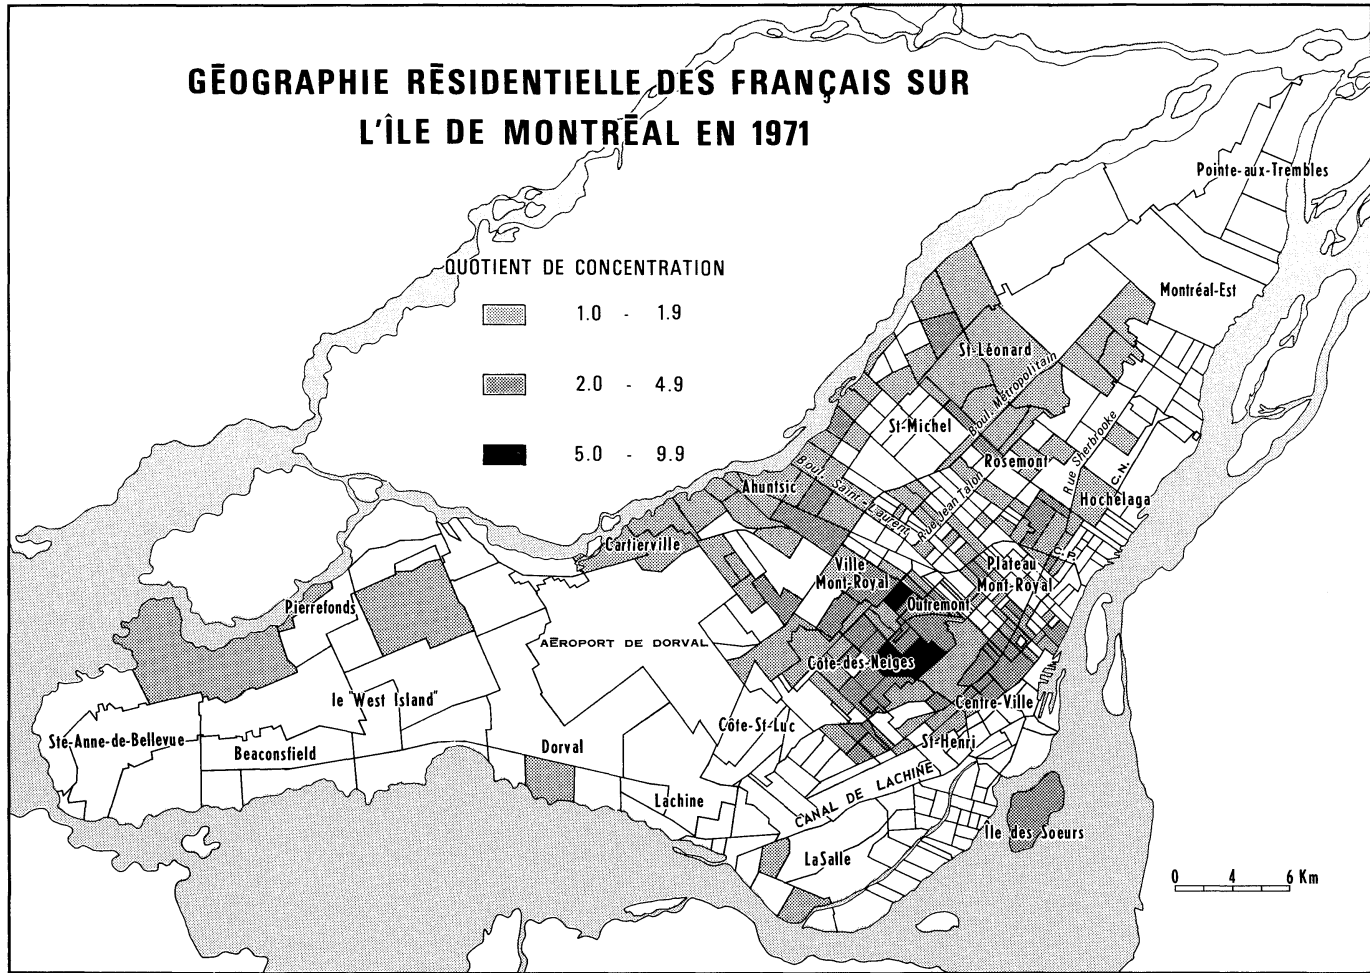 GĒOGRAPHIE RĒSIDENTIELLE DES FRANÇAIS SUR
L'ÎLE DE MONTRĒAL EN 1971
QUOTIENT DE CONCENTRATION
1.0 - 1.9
2.0 - 4.9
5.0 - 9.9
Pointe-aux-Trembles
Montréal-Est
St-Léonard
Boul. Métropolitain
St-Michel
Rosemont
Rue Sherbrooke
C.N.
Hochelaga
Ahuntsic
Boul. Saint-Laurent
Rue Jean Talon
Cartierville
Ville
Mont-Royal
Plateau
Mont-Royal
C.P.
Outremont
Pierrefonds
AĒROPORT DE DORVAL
Côte-des-Neiges
le "West Island"
Centre-Ville
Côte-St-Luc
Ste-Anne-de-Bellevue
Beaconsfield
Dorval
St-Henri
Lachine
CANAL DE LACHINE
Île des Soeurs
LaSalle
0 4 6 Km